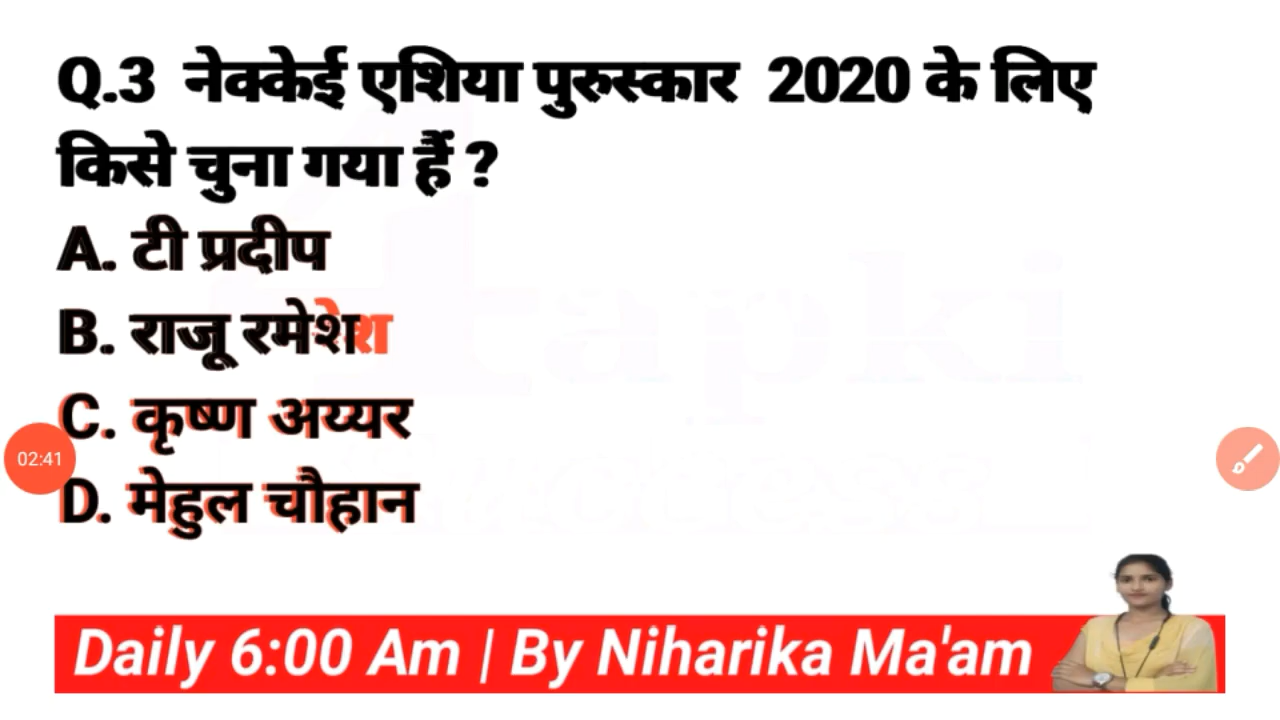 Q.3 नेक्केई एशिया पुरुस्कार 2020 के लिए
किसे चुना गया हैं ?
A. टी प्रदीप
B. राजू रमेश
C. कृष्ण अय्यर
D. मेहुल चौहान
02:41
Daily 6:00 Am | By Niharika Ma'am